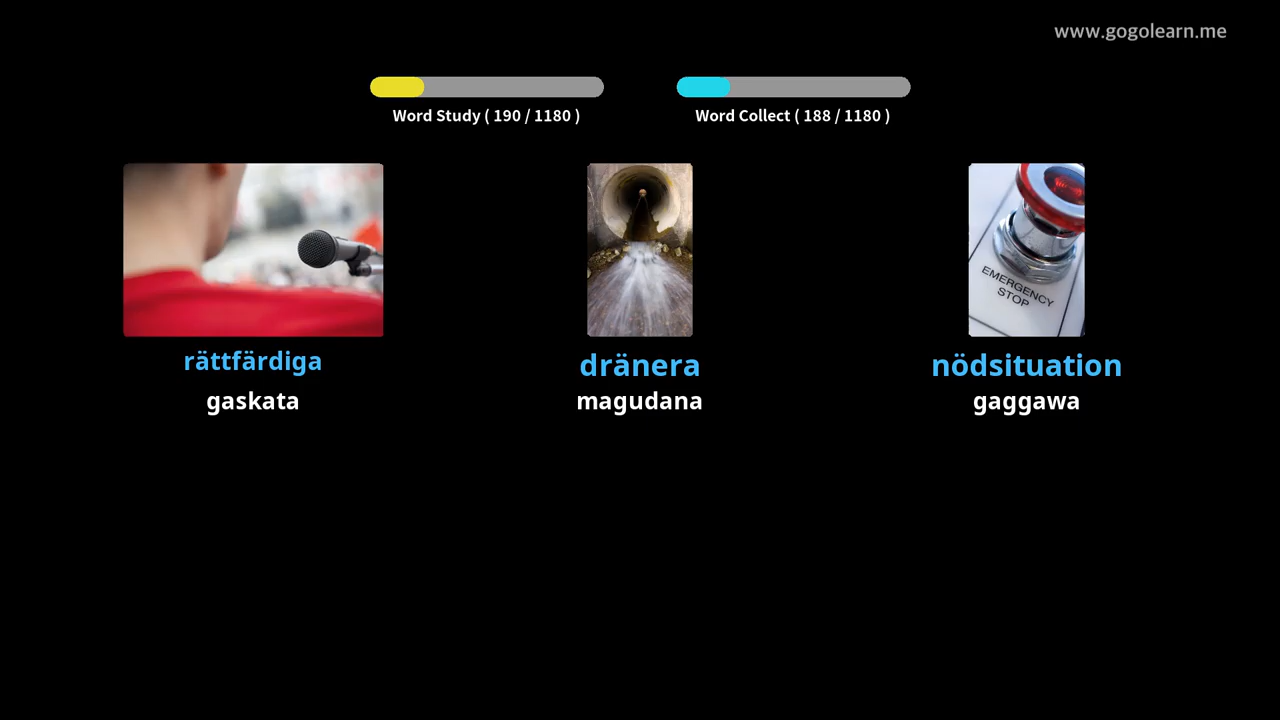 www.gogolearn.me
Word Study ( 190 / 1180 )
Word Collect ( 188 / 1180 )
EMERGENCY
STOP
rättfärdiga
dränera
nödsituation
gaskata
magudana
gaggawa